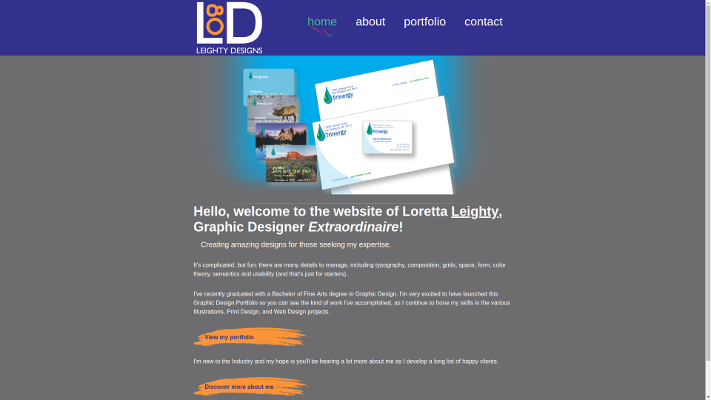 L8D
LEIGHTY DESIGNS
home about portfolio contact
Trinergy
Trinergy
Trinergy
Hello, welcome to the website of Loretta Leighty,
Graphic Designer Extraordinaire!
Creating amazing designs for those seeking my expertise.
It's complicated, but fun; there are many details to manage, including typography, composition, grids, space, form, color
theory, semantics and usability (and that's just for starters).
I've recently graduated with a Bachelor of Fine Arts degree in Graphic Design. I'm very excited to have launched this
Graphic Design Portfolio so you can see the kind of work I've accomplished, as I continue to hone my skills in the various
Illustrations, Print Design, and Web Design projects.
View my portfolio
I'm new to the Industry and my hope is you'll be hearing a lot more about me as I develop a long list of happy clients.
Discover more about me